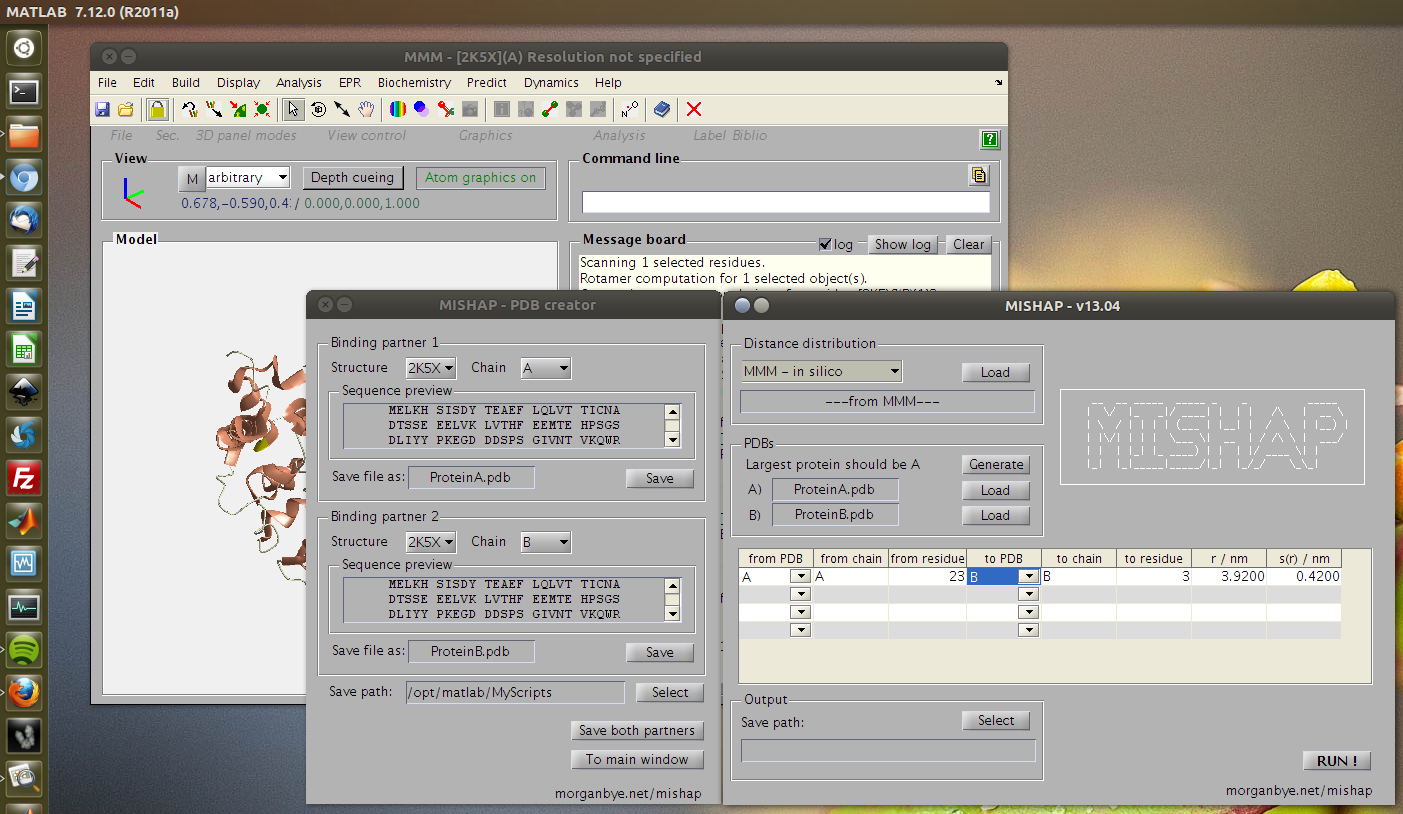 MATLAB 7.12.0 (R2011a)
MMM - [2K5X](A) Resolution not specified
File Edit Build Display Analysis EPR Biochemistry Predict Dynamics Help
File Sec. 3D panel modes View control Graphics Analysis Label Biblio
View
M arbitrary Depth cueing Atom graphics on
0.678,−0.590,0.4 / 0.000,0.000,1.000
Command line
Model
Message board log Show log Clear
Scanning 1 selected residues.
Rotamer computation for 1 selected object(s).
MISHAP - PDB creator
Binding partner 1
Structure 2K5X Chain A
Sequence preview
MELKH SISDY TEAEF LQLVT TICNA
DTSSE EELVK LVTHF EEMTE HPSGS
DLIYY PKEGD DDSPS GIVNT VKQWR
Save file as: ProteinA.pdb Save
Binding partner 2
Structure 2K5X Chain B
Sequence preview
MELKH SISDY TEAEF LQLVT TICNA
DTSSE EELVK LVTHF EEMTE HPSGS
DLIYY PKEGD DDSPS GIVNT VKQWR
Save file as: ProteinB.pdb Save
Save path: /opt/matlab/MyScripts Select
Save both partners
To main window
morganbye.net/mishap
MISHAP - v13.04
Distance distribution
MMM − in silico Load
−−−from MMM−−−
MISHAP
PDBs
Largest protein should be A Generate
A) ProteinA.pdb Load
B) ProteinB.pdb Load
from PDB from chain from residue to PDB to chain to residue r / nm s(r) / nm
A A 23 B B 3 3.9200 0.4200
Output
Save path: Select
RUN !
morganbye.net/mishap